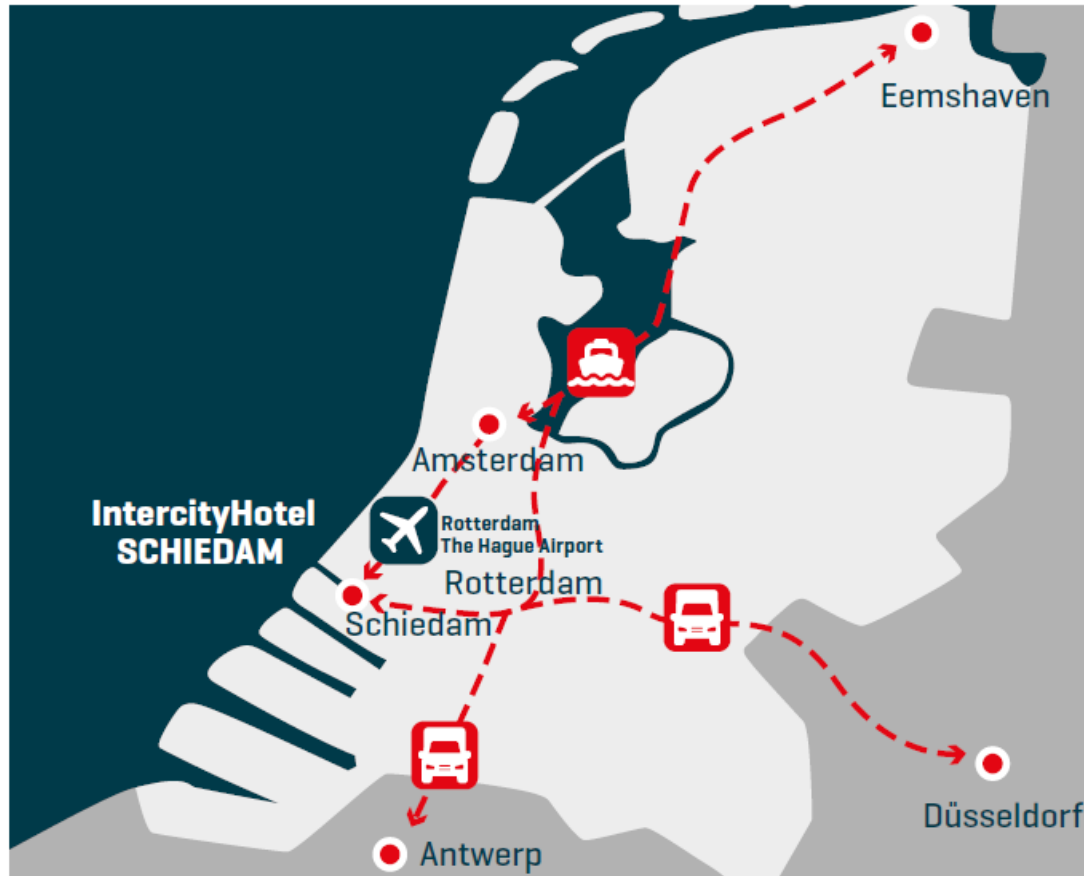 Eemshaven
Amsterdam
IntercityHotel
SCHIEDAM
Rotterdam
The Hague Airport
Rotterdam
Schiedam
Düsseldorf
Antwerp